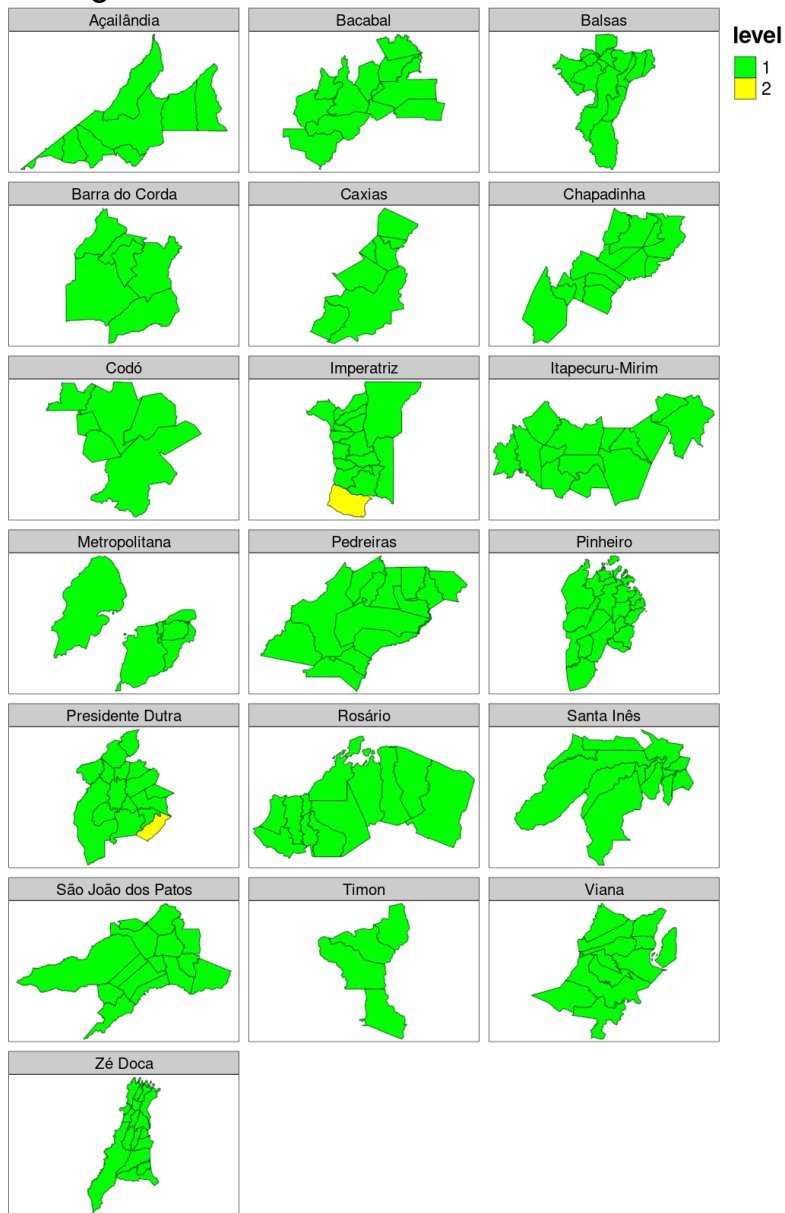 Açailândia Bacabal Balsas
level
1
2
Barra do Corda Caxias Chapadinha
Codó Imperatriz Itapecuru-Mirim
Metropolitana Pedreiras Pinheiro
Presidente Dutra Rosário Santa Inês
São João dos Patos Timon Viana
Zé Doca